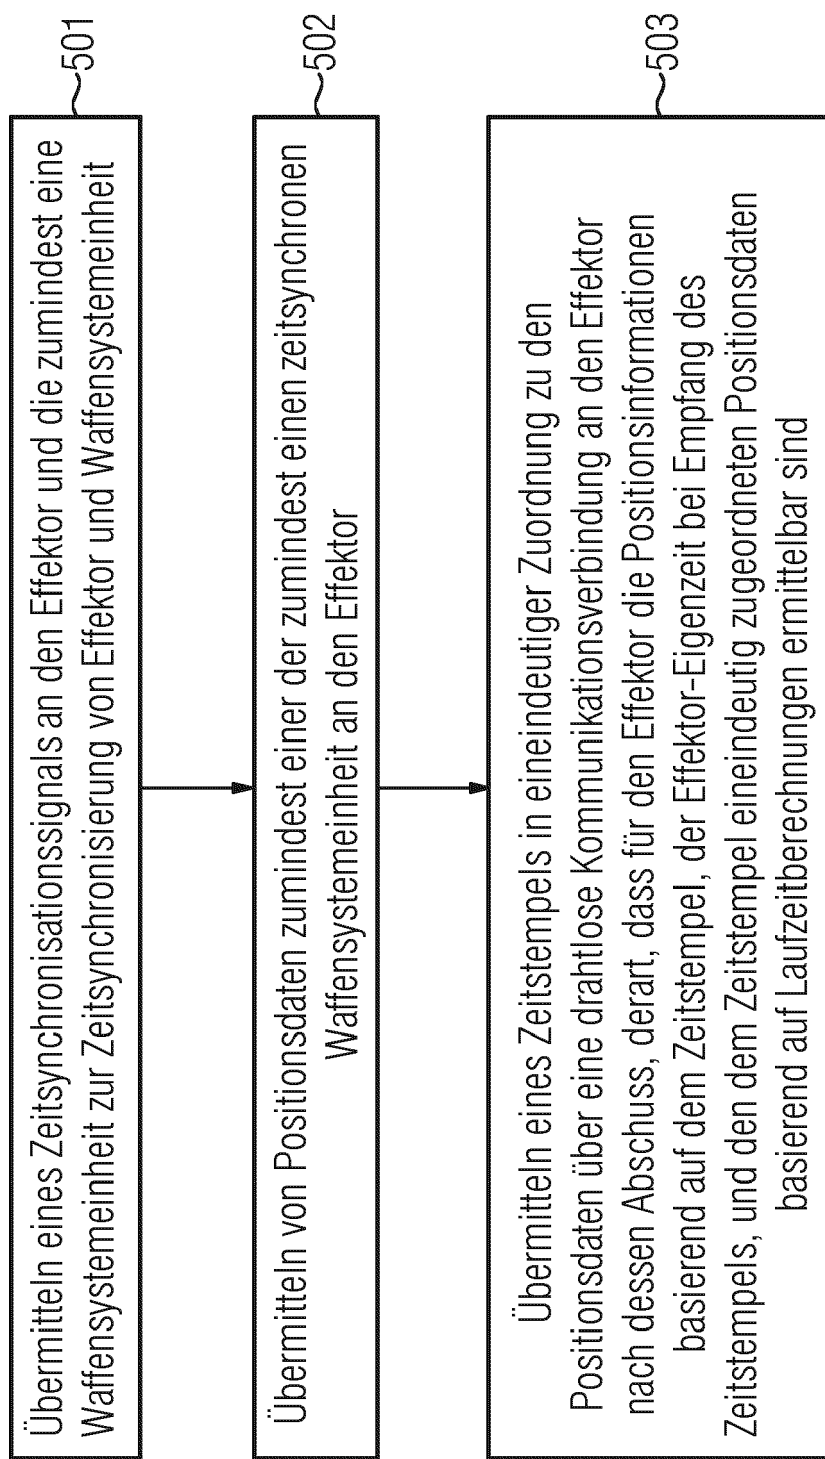 Übermitteln eines Zeitsynchronisationssignals an den Effektor und die zumindest eine
Waffensystemeinheit zur Zeitsynchronisierung von Effektor und Waffensystemeinheit
501
Übermitteln von Positionsdaten zumindest einer der zumindest einen zeitsynchronen
Waffensystemeinheit an den Effektor
502
Übermitteln eines Zeitstempels in eineindeutiger Zuordnung zu den
Positionsdaten über eine drahtlose Kommunikationsverbindung an den Effektor
nach dessen Abschuss, derart, dass für den Effektor die Positionsinformationen
basierend auf dem Zeitstempel, der Effektor-Eigenzeit bei Empfang des
Zeitstempels, und den dem Zeitstempel eineindeutig zugeordneten Positionsdaten
basierend auf Laufzeitberechnungen ermittelbar sind
503